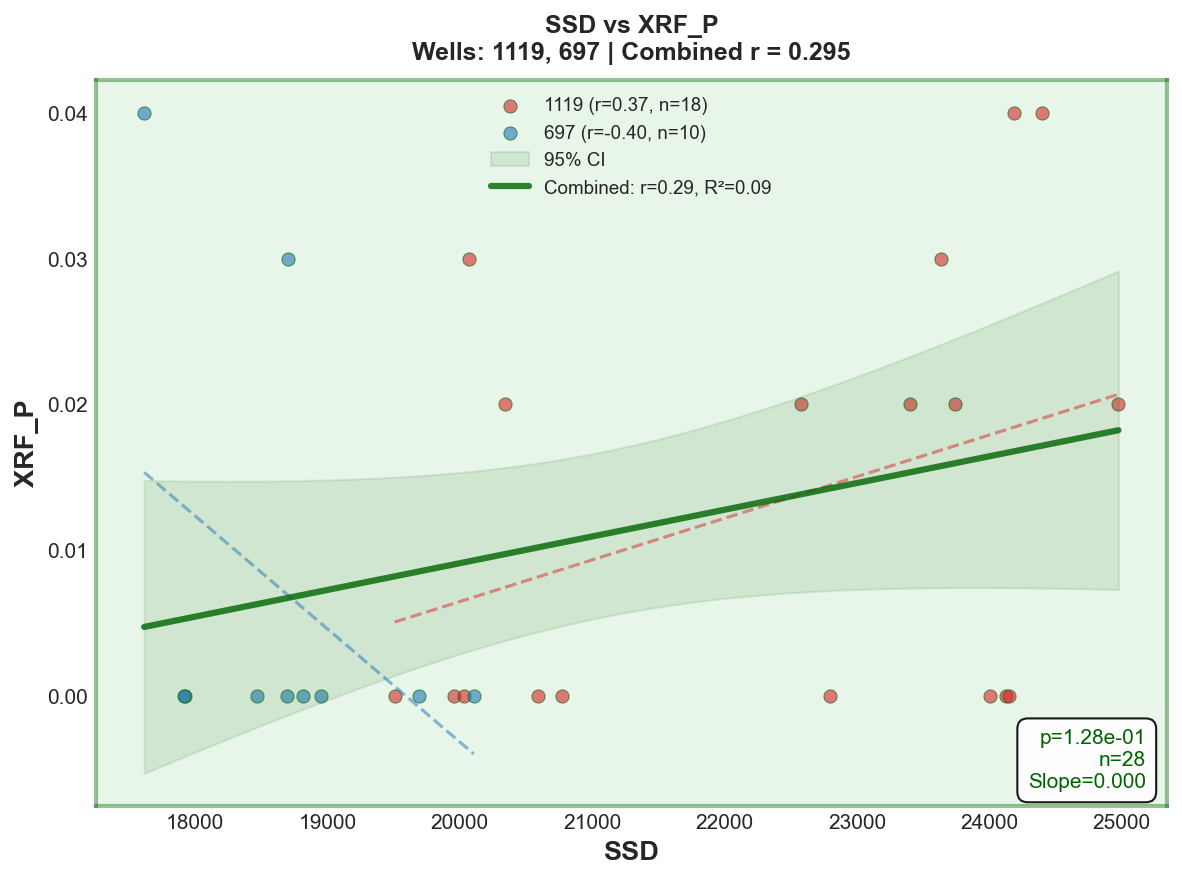 SSD vs XRF_P
Wells: 1119, 697 | Combined r = 0.295
1119 (r=0.37, n=18)
697 (r=-0.40, n=10)
95% CI
Combined: r=0.29, R²=0.09
XRF_P
0.04
0.03
0.02
0.01
0.00
p=1.28e-01
n=28
Slope=0.000
18000 19000 20000 21000 22000 23000 24000 25000
SSD